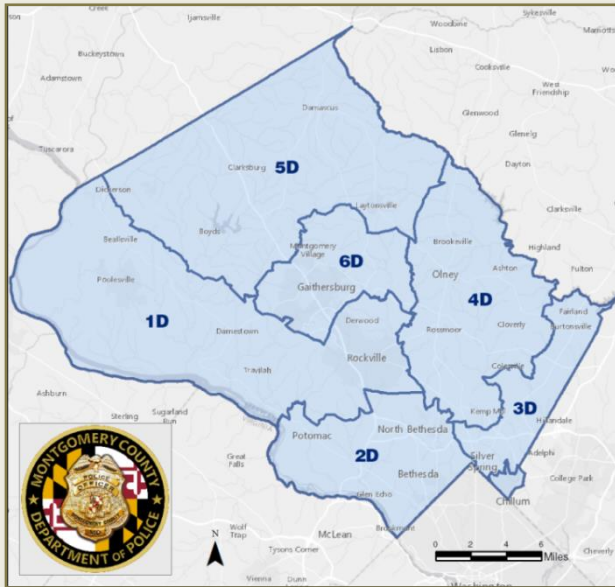 Ijamsville
Woodbine
Sykesville
Marriotts
Buckeystown
Lisbon
Cooksville
Adamstown
West
Friendship
Damascus
Glenwood
Glenelg
Tuscarora
Dayton
Clarksburg
5D
Dickerson
Laytonsville
Clarksville
Boyds
Beallsville
Montgomery
Village
Brookeville
Highland
6D
Olney
Ashton
Fulton
Poolesville
Gaithersburg
4D
1D
Derwood
Fairland
Burtonsville
Darnestown
Rossmoor
Cloverly
Rockville
Travilah
Colesville
Ashburn
Kemp Mill
3D
Sterling
Sugarland
Run
Hillandale
Potomac
North Bethesda
Silver
Spring
Adelphi
2D
Great
Falls
Bethesda
College Park
Glen Echo
Chillum
MONTGOMERY COUNTY
POLICE
OFFICER
DEPARTMENT OF POLICE
N
Wolf
Trap
McLean
Brookmont
0 2 4 6
Miles
Tysons Corner
Cheverly
Vienna
Dunn
Washington